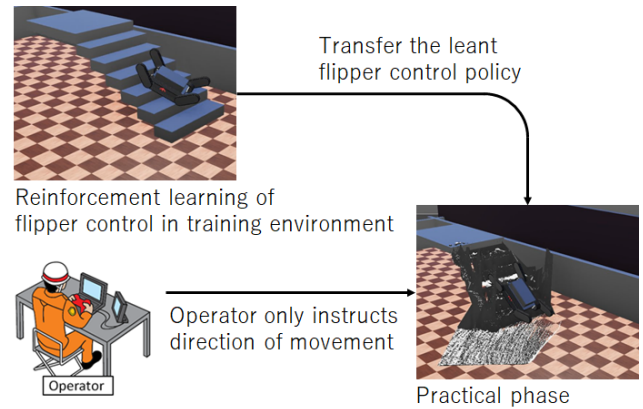 Transfer the leant
flipper control policy
Reinforcement learning of
flipper control in training environment
Operator only instructs
direction of movement
Operator
Practical phase